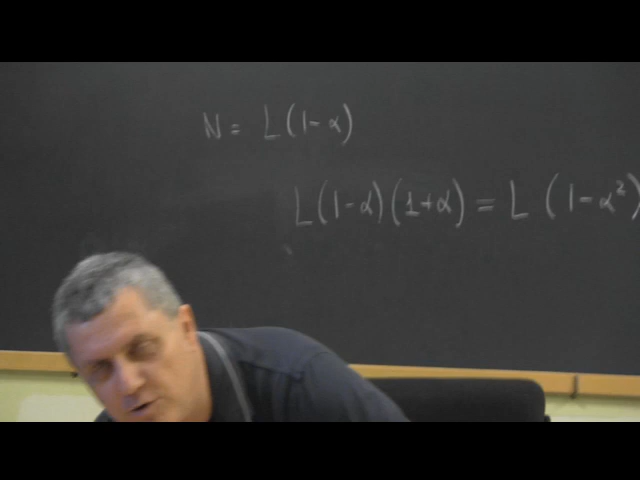 N = L(1-α)
L(1-α)(1+α) = L (1-α²)